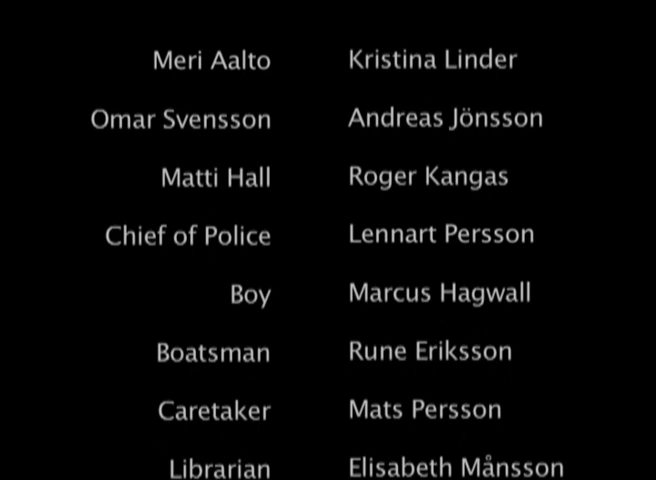 Meri Aalto Kristina Linder
Omar Svensson Andreas Jönsson
Matti Hall Roger Kangas
Chief of Police Lennart Persson
Boy Marcus Hagwall
Boatsman Rune Eriksson
Caretaker Mats Persson
Librarian Elisabeth Månsson